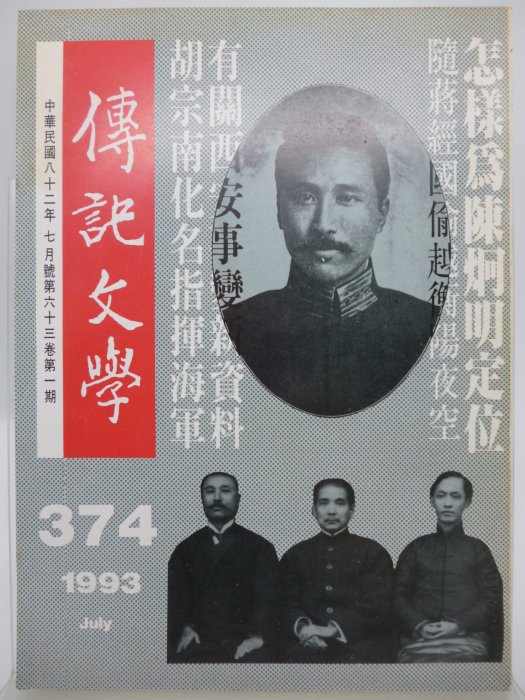 怎樣為陳炯明定位
隨蔣經國偷越衡陽夜空
有關西安事變新資料
胡宗南化名指揮海軍
傳記文學
中華民國八十二年 七月號第六十三卷第一期
374
1993
July